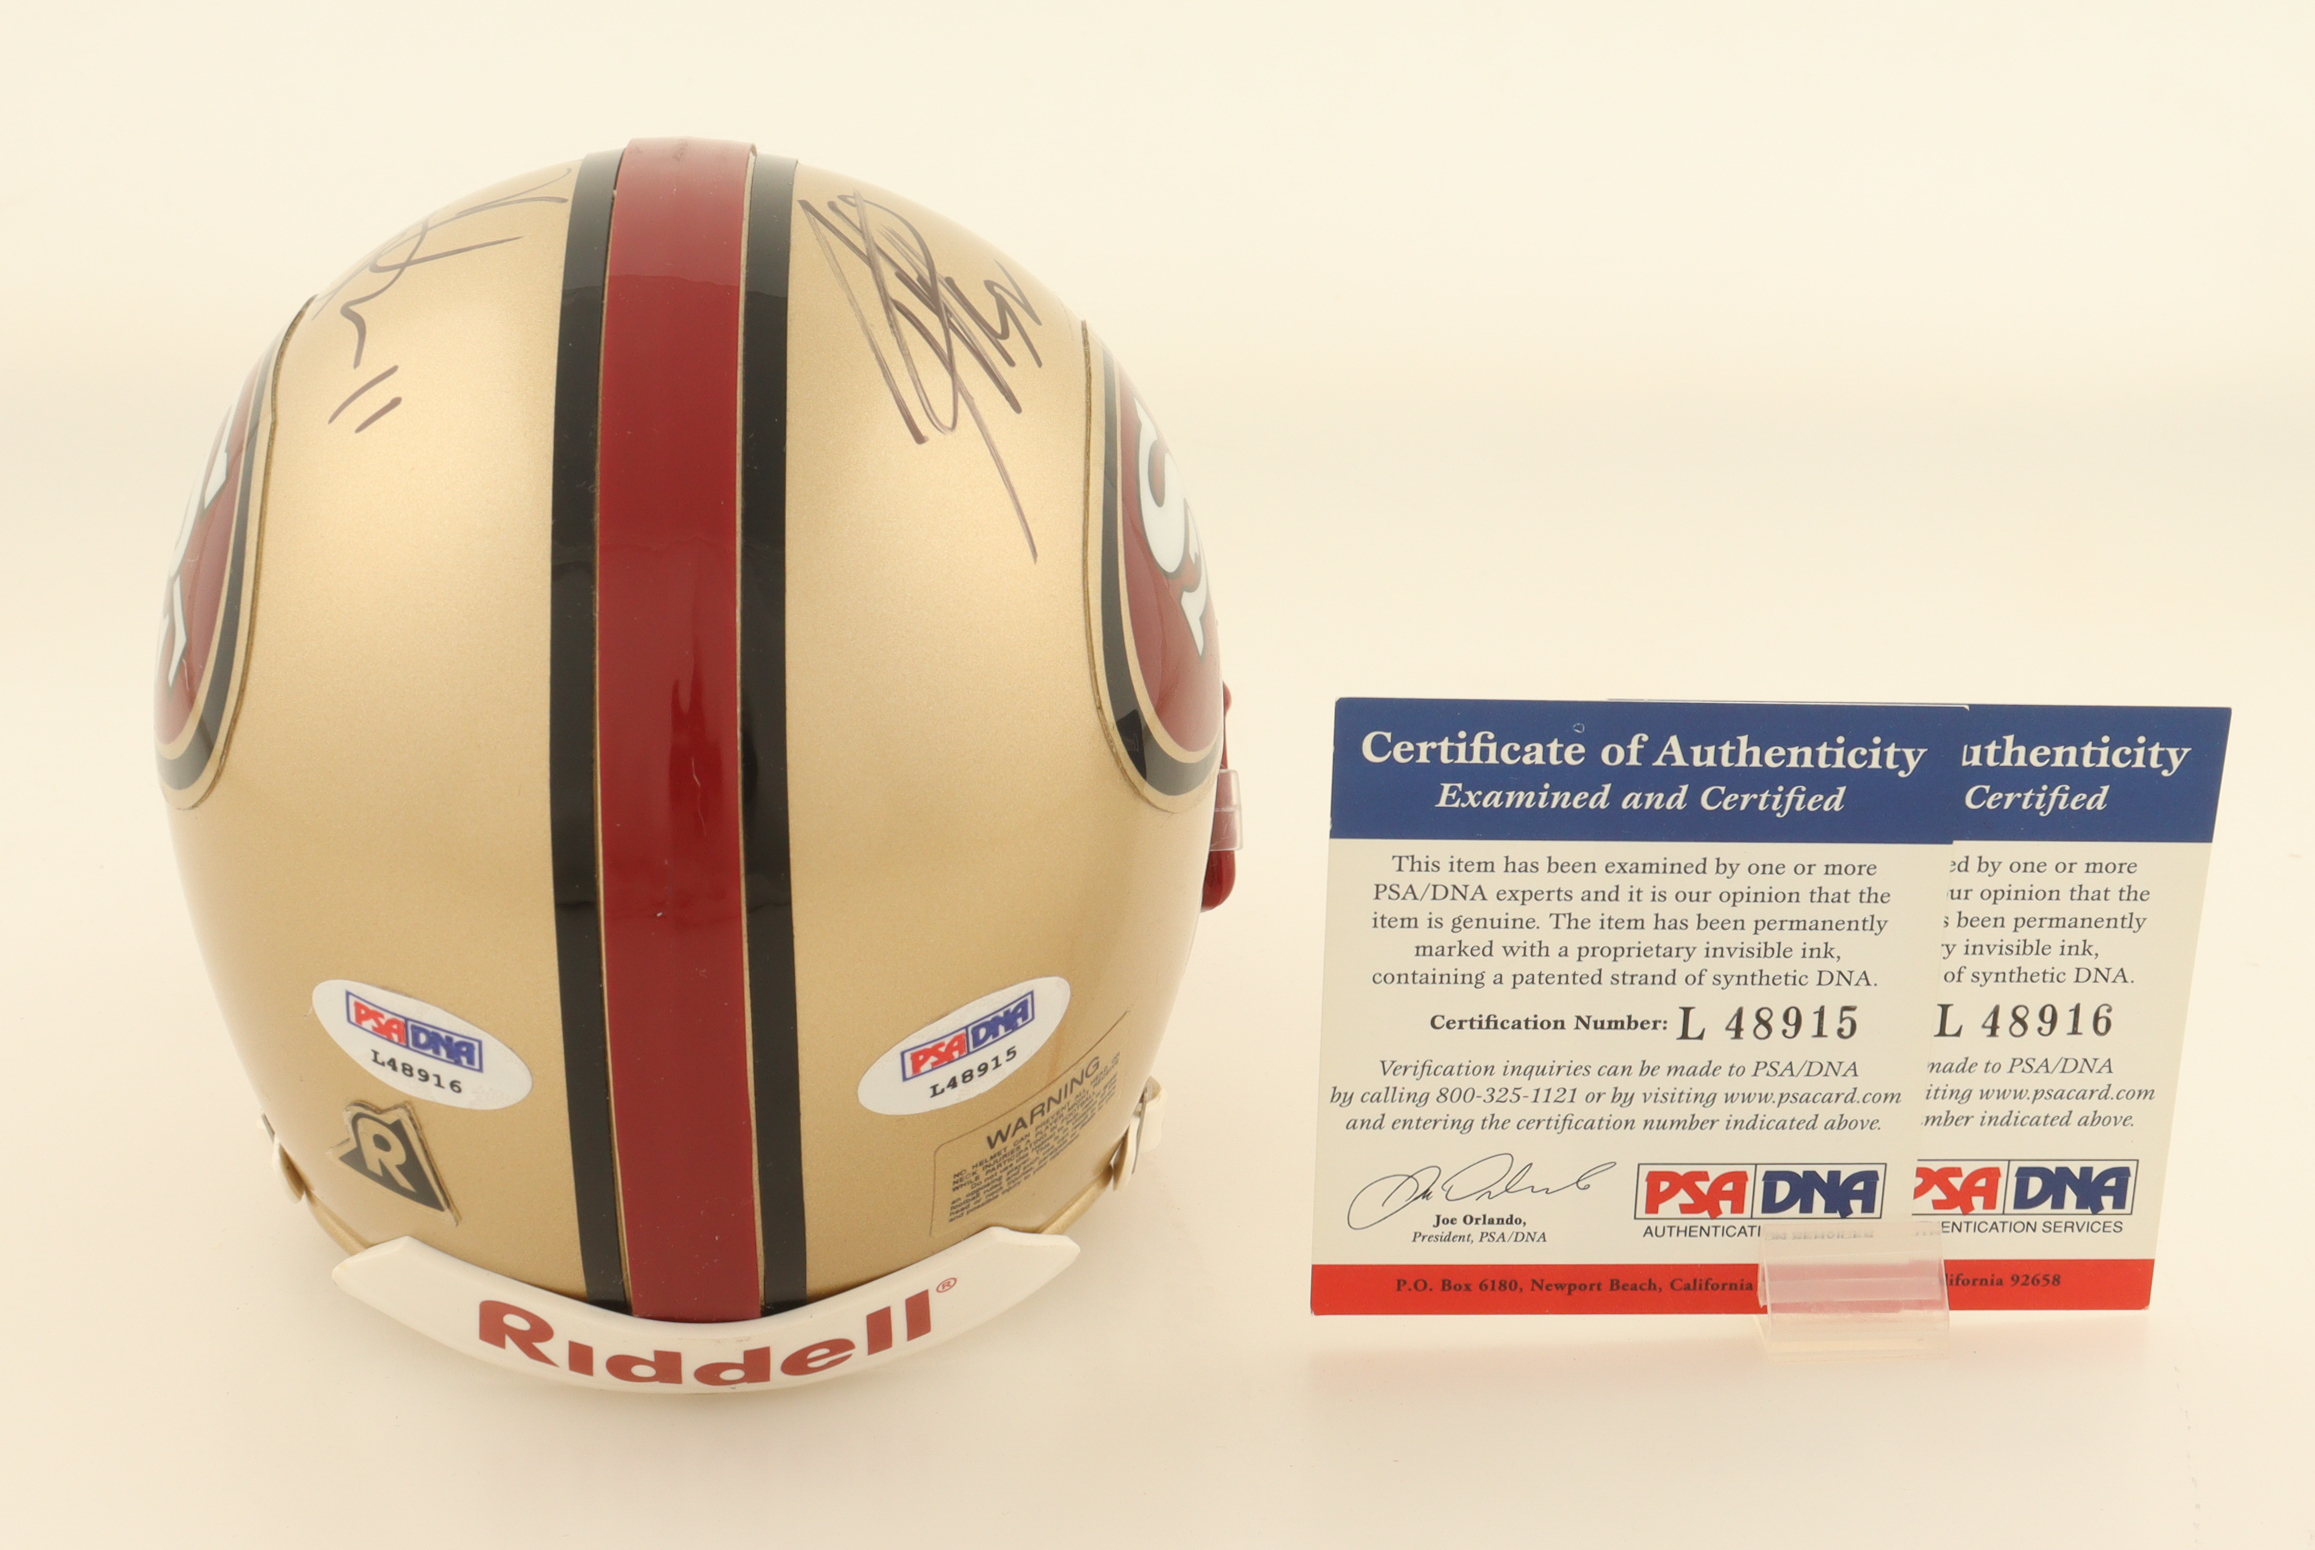 11
PSA DNA
L48916
PSA DNA
L48915
WARNING
R
Riddell®
Certificate of Authenticity
Examined and Certified
This item has been examined by one or more
PSA/DNA experts and it is our opinion that the
item is genuine. The item has been permanently
marked with a proprietary invisible ink,
containing a patented strand of synthetic DNA.
Certification Number: L 48915
Verification inquiries can be made to PSA/DNA
by calling 800-325-1121 or by visiting www.psacard.com
and entering the certification number indicated above.
Joe Orlando,
President, PSA/DNA
PSA DNA
AUTHENTICATI
P.O. Box 6180, Newport Beach, California
uthenticity
Certified
ed by one or more
ur opinion that the
s been permanently
y invisible ink,
of synthetic DNA.
L 48916
made to PSA/DNA
iting www.psacard.com
mber indicated above.
PSA DNA
ENTICATION SERVICES
ifornia 92658